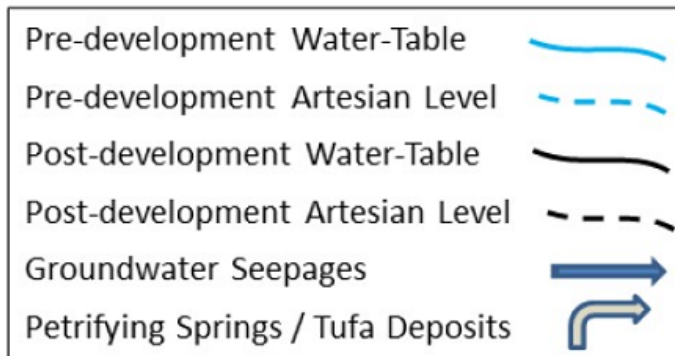 Pre-development Water-Table
Pre-development Artesian Level
Post-development Water-Table
Post-development Artesian Level
Groundwater Seepages
Petrifying Springs / Tufa Deposits